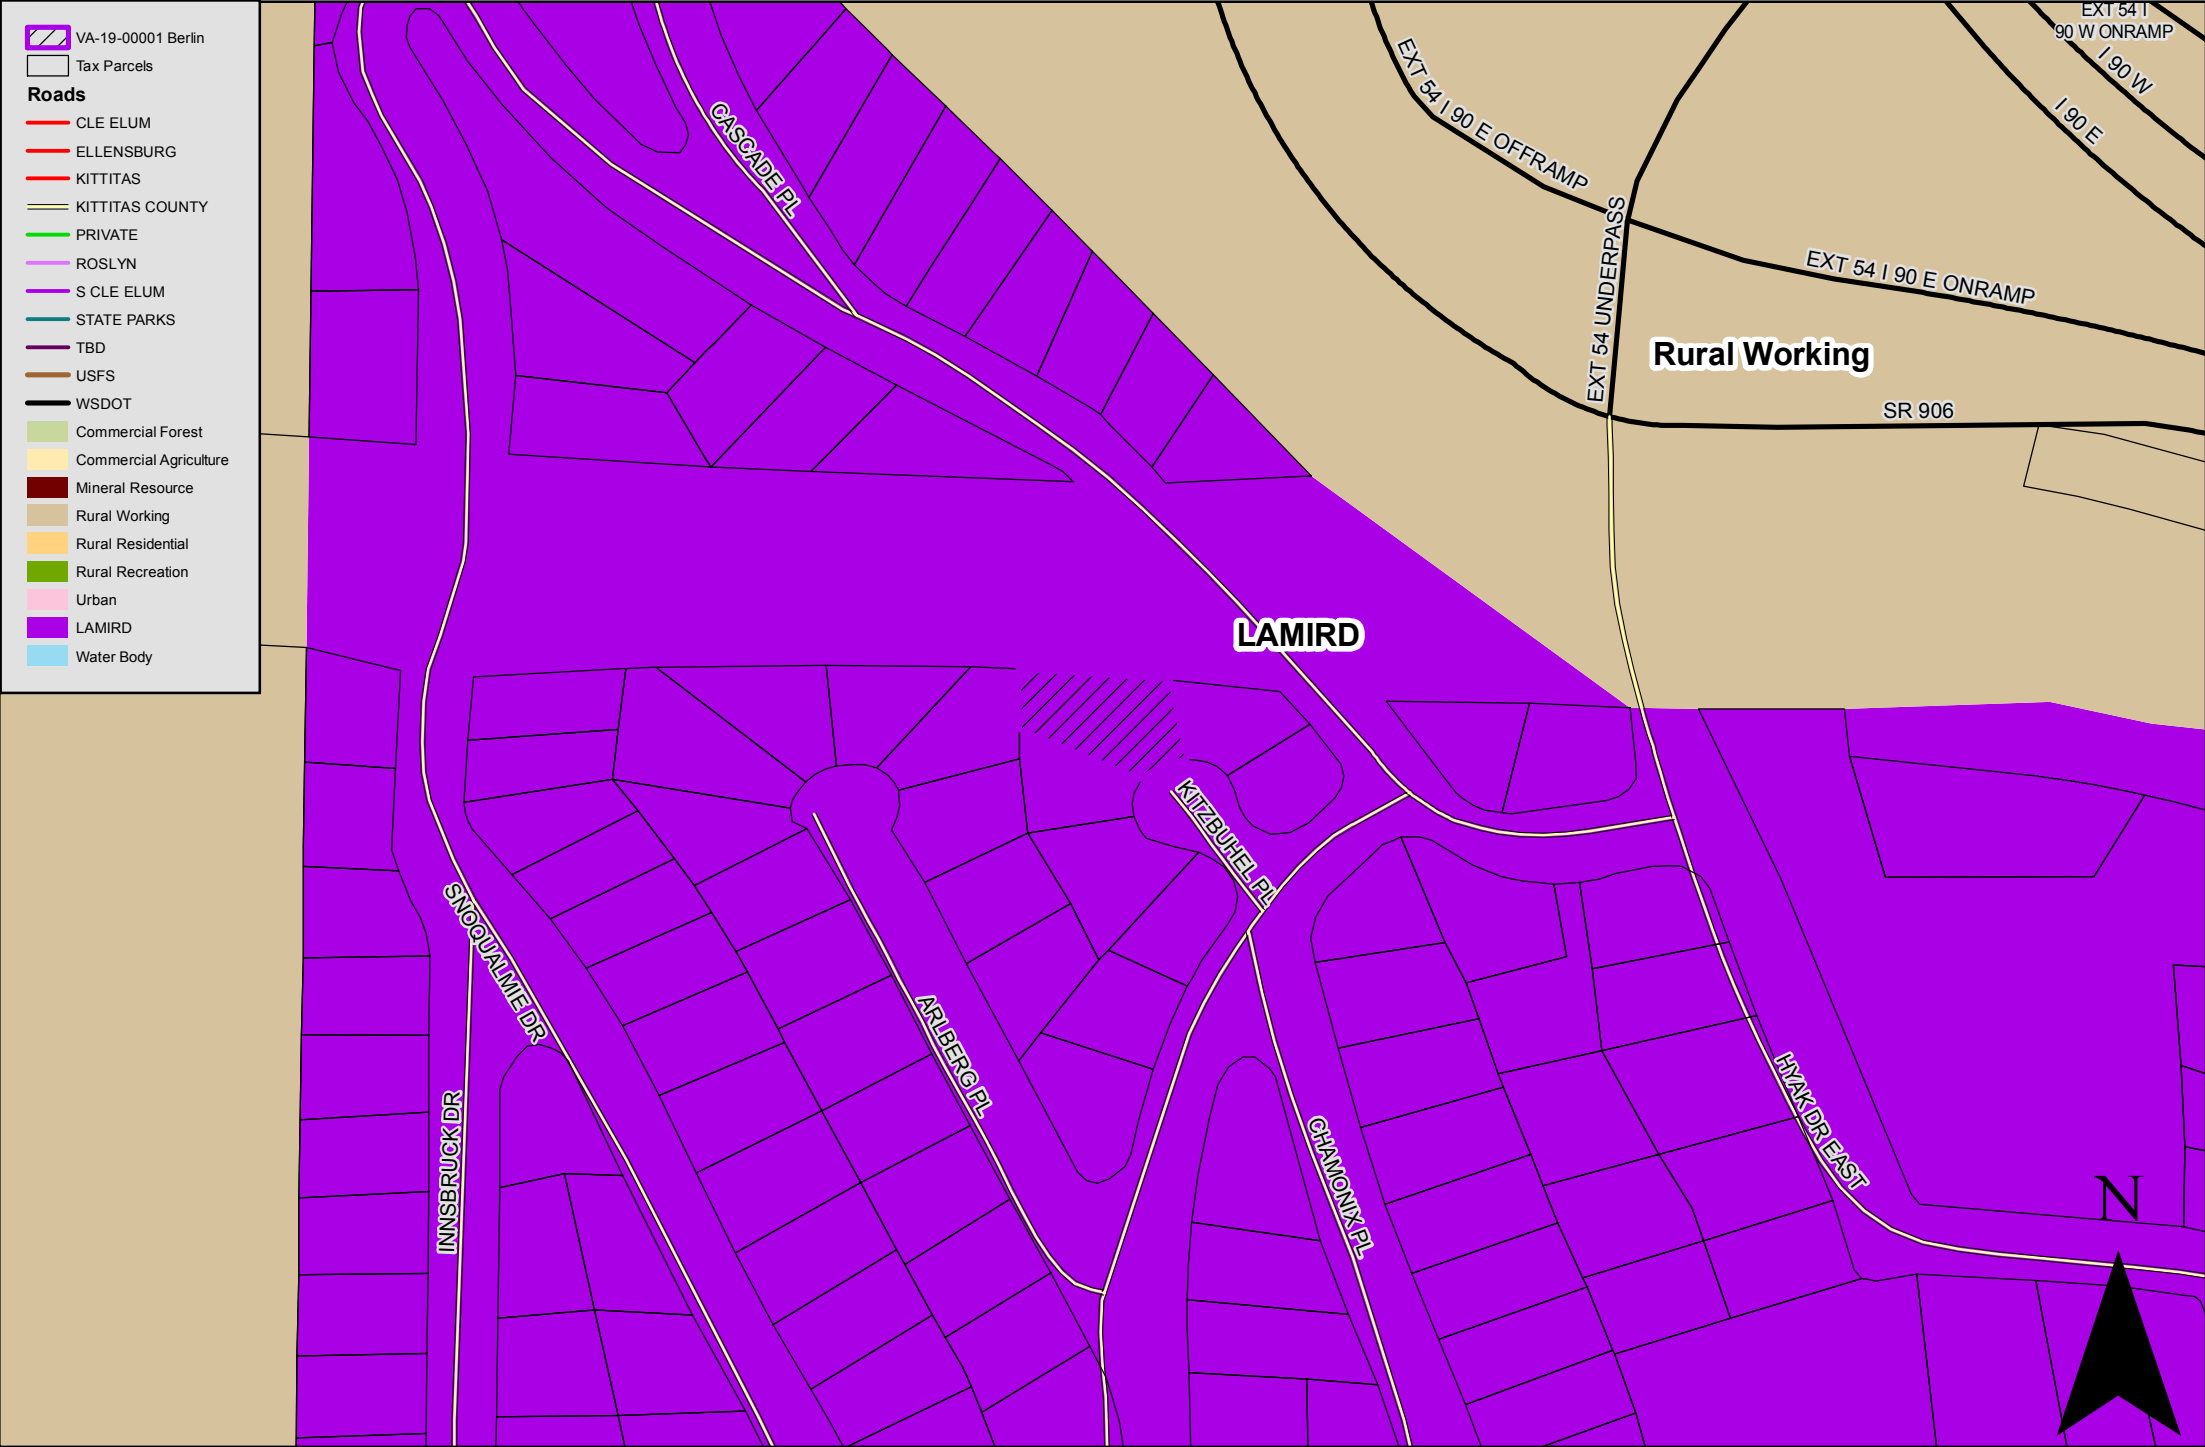 VA-19-00001 Berlin
Tax Parcels
Roads
CLE ELUM
ELLENSBURG
KITTITAS
KITTITAS COUNTY
PRIVATE
ROSLYN
S CLE ELUM
STATE PARKS
TBD
USFS
WSDOT
Commercial Forest
Commercial Agriculture
Mineral Resource
Rural Working
Rural Residential
Rural Recreation
Urban
LAMIRD
Water Body
EXT 54 I
90 W ONRAMP
I 90 W
I 90 E
EXT 54 I 90 E OFFRAMP
CASCADE PL
EXT 54 UNDERPASS
EXT 54 I 90 E ONRAMP
Rural Working
SR 906
LAMIRD
KITZBUHEL PL
SNOQUALMIE DR
ARLBERG PL
INNSBRUCK DR
CHAMONIX PL
HYAK DR EAST
N